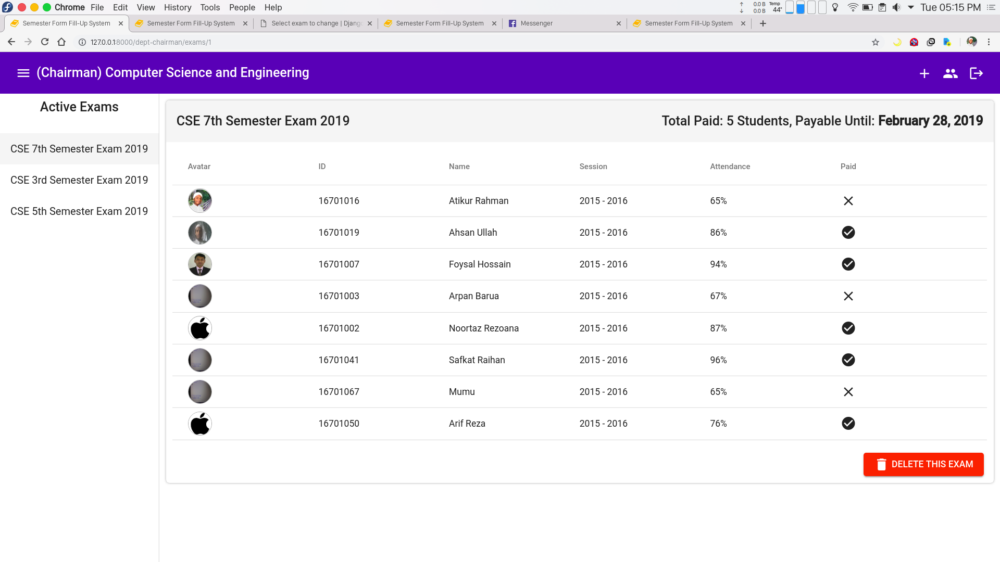 Chrome File Edit View History Tools People Help
0.0 B
0.0 B
Temp
44°
Tue 05:15 PM
Semester Form Fill-Up System
Semester Form Fill-Up System
Select exam to change | Djang
Semester Form Fill-Up System
Messenger
Semester Form Fill-Up System
127.0.0.1:8000/dept-chairman/exams/1
(Chairman) Computer Science and Engineering
Active Exams
CSE 7th Semester Exam 2019
CSE 3rd Semester Exam 2019
CSE 5th Semester Exam 2019
CSE 7th Semester Exam 2019 Total Paid: 5 Students, Payable Until: February 28, 2019
Avatar ID Name Session Attendance Paid
16701016 Atikur Rahman 2015 - 2016 65%
16701019 Ahsan Ullah 2015 - 2016 86%
16701007 Foysal Hossain 2015 - 2016 94%
16701003 Arpan Barua 2015 - 2016 67%
16701002 Noortaz Rezoana 2015 - 2016 87%
16701041 Safkat Raihan 2015 - 2016 96%
16701067 Mumu 2015 - 2016 65%
16701050 Arif Reza 2015 - 2016 76%
DELETE THIS EXAM